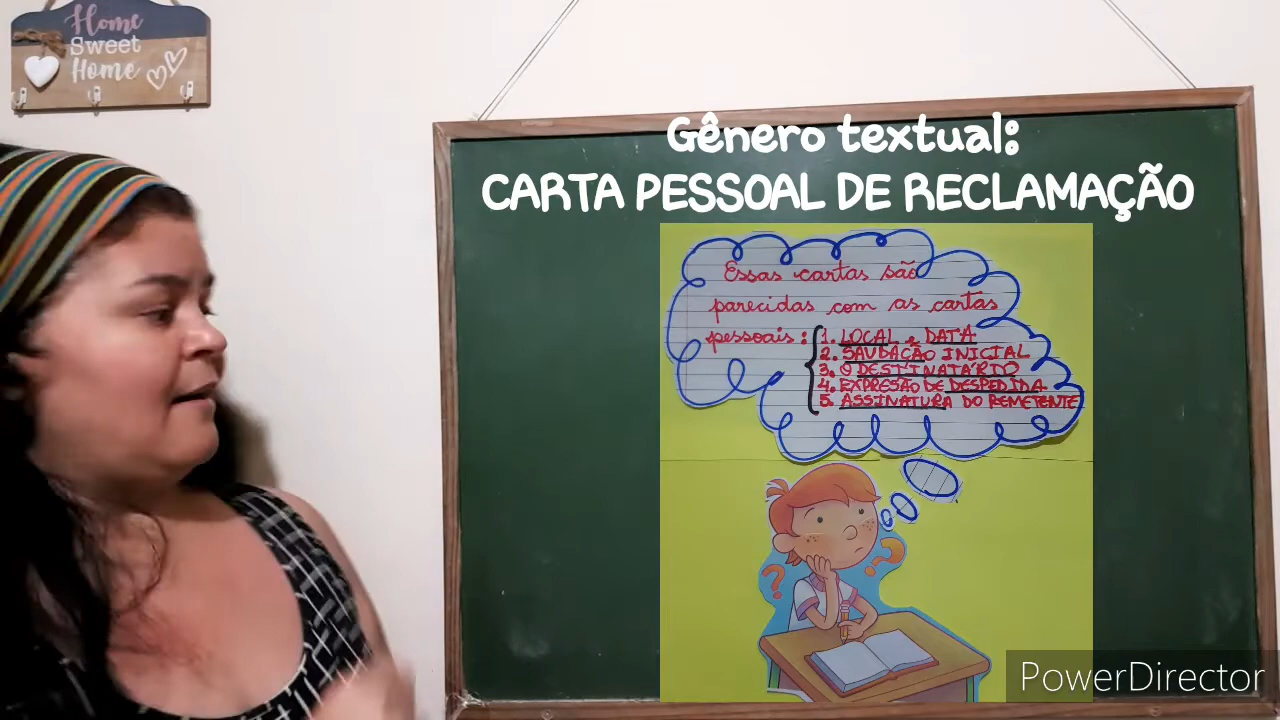 Home
Sweet
Home
Gênero textual:
CARTA PESSOAL DE RECLAMAÇÃO
Essas cartas são
parecidas com as cartas
pessoais:
1. LOCAL e DATA
2. SAUDAÇÃO INICIAL
3. O DESTINATÁRIO
4. EXPRESÃO DE DESPEDIDA
5. ASSINATURA DO REMETENTE
? ?
PowerDirector